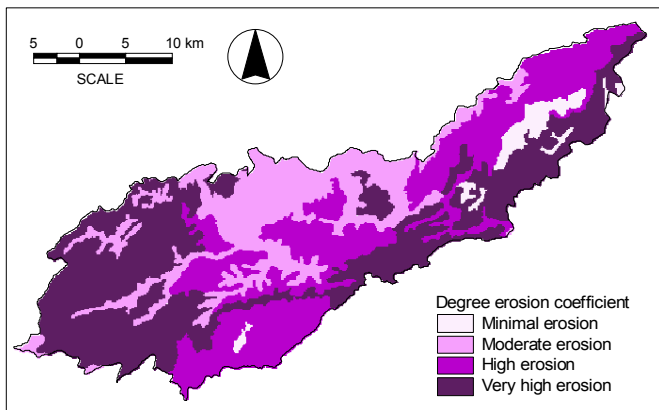 5 0 5 10 km
SCALE
Degree erosion coefficient
Minimal erosion
Moderate erosion
High erosion
Very high erosion